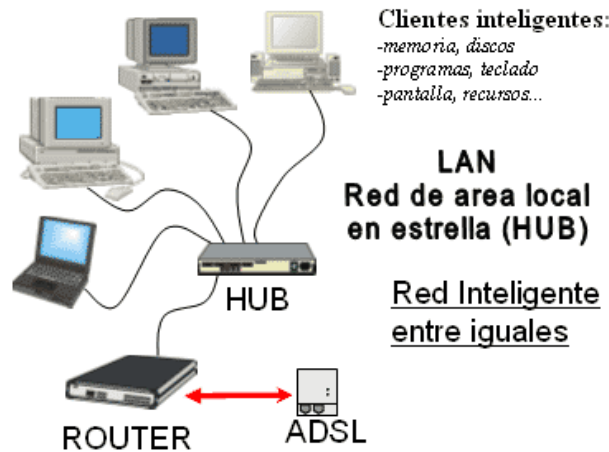 Clientes inteligentes:
-memoria, discos
-programas, teclado
-pantalla, recursos...
LAN
Red de area local
en estrella (HUB)
HUB
Red Inteligente
entre iguales
ROUTER
ADSL